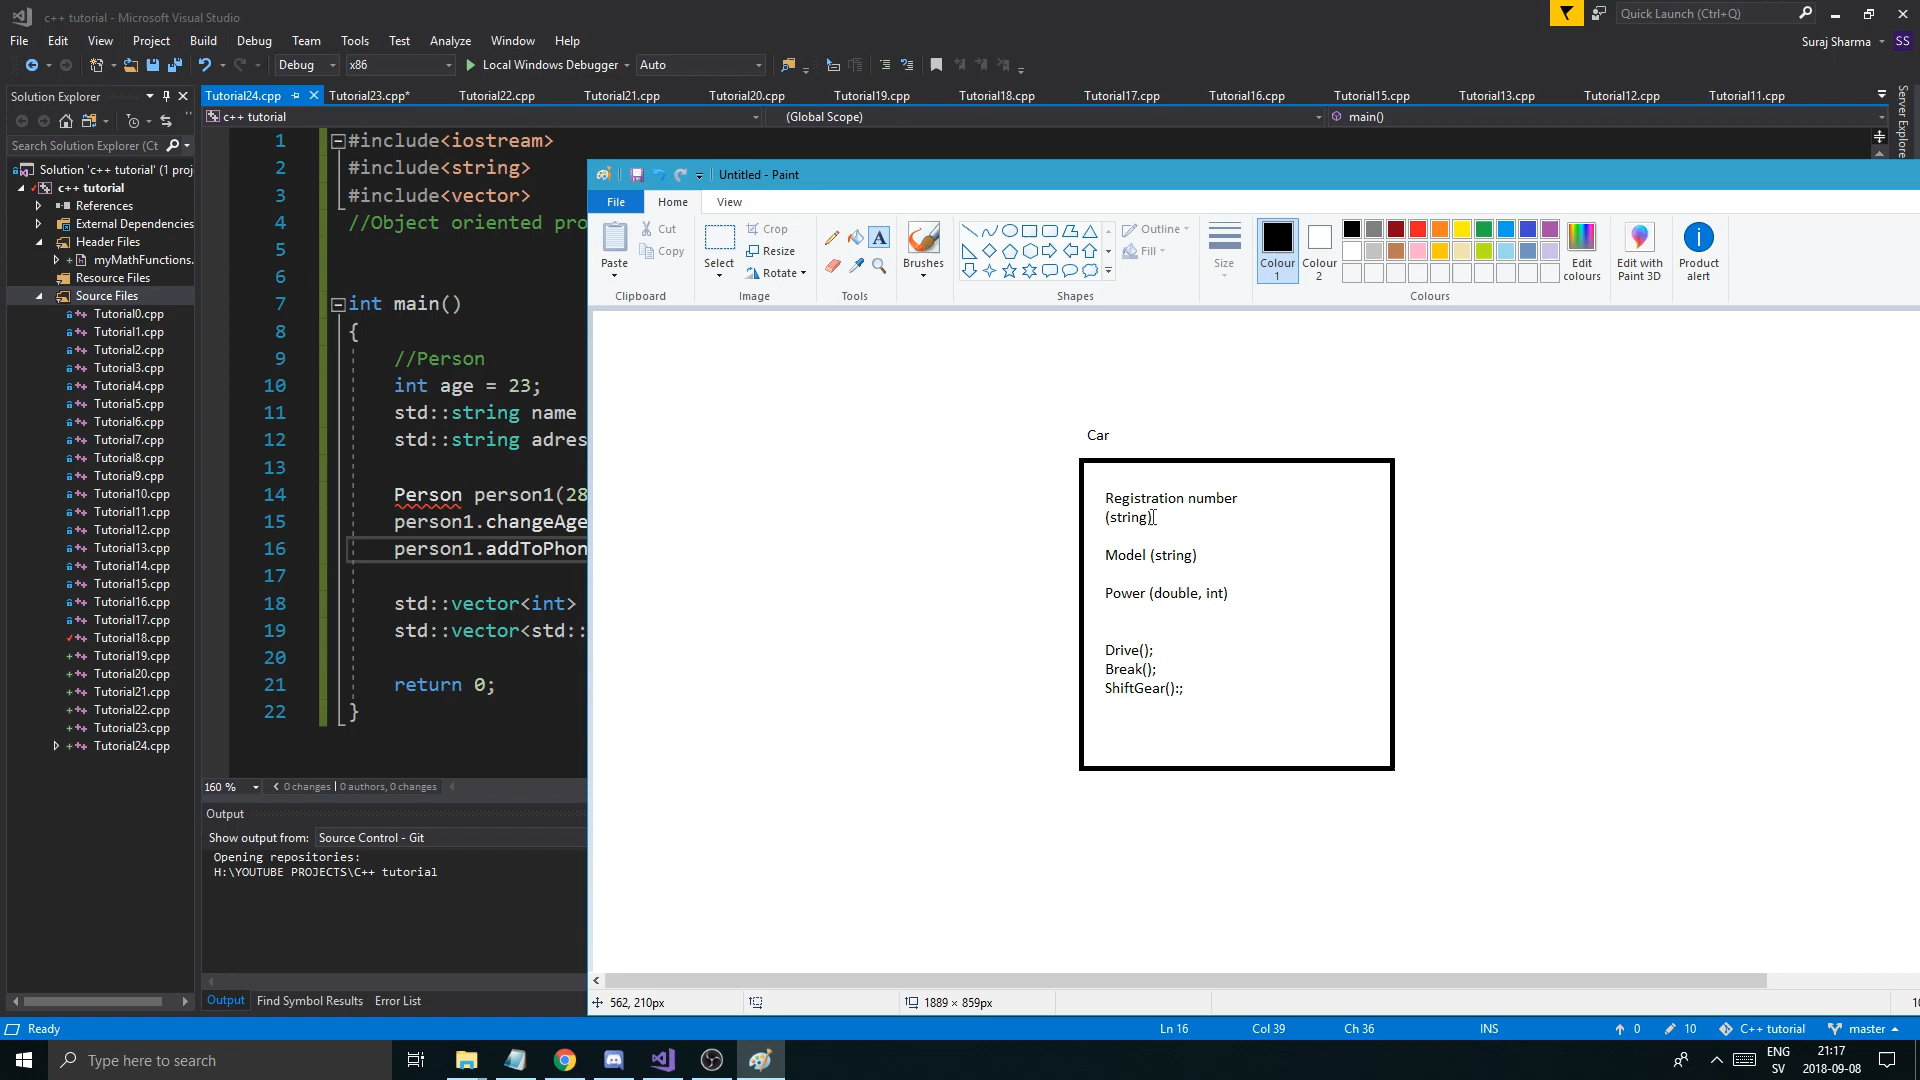 c++ tutorial - Microsoft Visual Studio
Quick Launch (Ctrl+Q)
File Edit View Project Build Debug Team Tools Test Analyze Window Help
Suraj Sharma SS
Debug x86 Local Windows Debugger Auto
Solution Explorer
Search Solution Explorer (Ct
Solution 'c++ tutorial' (1 proj
c++ tutorial
References
External Dependencies
Header Files
myMathFunctions.
Resource Files
Source Files
Tutorial0.cpp
Tutorial1.cpp
Tutorial2.cpp
Tutorial3.cpp
Tutorial4.cpp
Tutorial5.cpp
Tutorial6.cpp
Tutorial7.cpp
Tutorial8.cpp
Tutorial9.cpp
Tutorial10.cpp
Tutorial11.cpp
Tutorial12.cpp
Tutorial13.cpp
Tutorial14.cpp
Tutorial15.cpp
Tutorial16.cpp
Tutorial17.cpp
Tutorial18.cpp
Tutorial19.cpp
Tutorial20.cpp
Tutorial21.cpp
Tutorial22.cpp
Tutorial23.cpp
Tutorial24.cpp
Tutorial24.cpp Tutorial23.cpp* Tutorial22.cpp Tutorial21.cpp Tutorial20.cpp Tutorial19.cpp Tutorial18.cpp Tutorial17.cpp Tutorial16.cpp Tutorial15.cpp Tutorial13.cpp Tutorial12.cpp Tutorial11.cpp
c++ tutorial (Global Scope) main()
Server Explorer
1 #include<iostream>
2 #include<string>
3 #include<vector>
4 //Object oriented pro
5
6
7 int main()
8 {
9 //Person
10 int age = 23;
11 std::string name
12 std::string adres
13
14 Person person1(28
15 person1.changeAge
16 person1.addToPhon
17
18 std::vector<int>
19 std::vector<std::
20
21 return 0;
22 }
160 % 0 changes | 0 authors, 0 changes
Output
Show output from: Source Control - Git
Opening repositories:
H:\YOUTUBE PROJECTS\C++ tutorial
Output Find Symbol Results Error List
Untitled - Paint
File Home View
Paste Cut
Copy
Clipboard
Select Crop
Resize
Rotate
Image
A
Tools
Brushes
Shapes
Outline
Fill
Size
Colour
1
Colour
2
Edit
colours
Colours
Edit with
Paint 3D
Product
alert
Car
Registration number
(string)
Model (string)
Power (double, int)
Drive();
Break();
ShiftGear():;
562, 210px 1889 × 859px 10
Ready Ln 16 Col 39 Ch 36 INS 0 10 C++ tutorial master
Type here to search
ENG
SV
21:17
2018-09-08